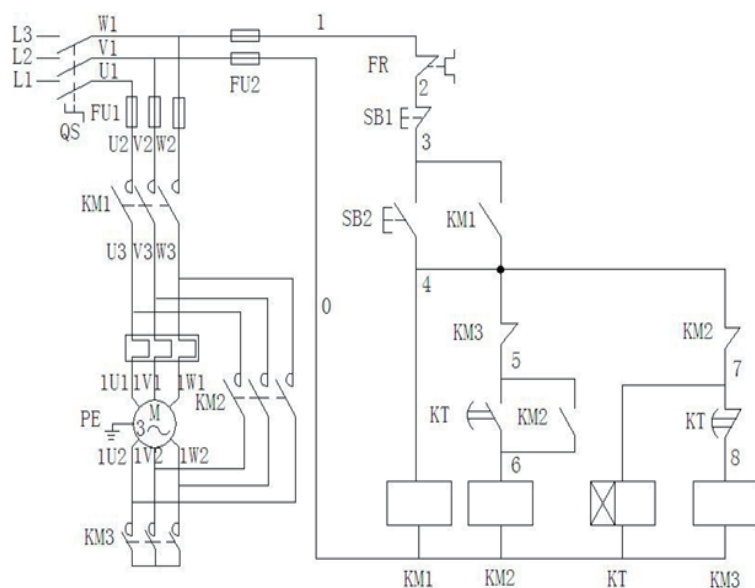 L3 W1 1
L2 V1
L1 U1 FR
FU1 FU2 2
QS SB1
U2 V2 W2 3
KM1 SB2 KM1
U3 V3 W3 4
0
KM3 KM2
5 7
1U1 1V1 1W1
KM2 KT KM2 KT
PE M
3
1U2 1V2 1W2 6 8
KM3
KM1 KM2 KT KM3